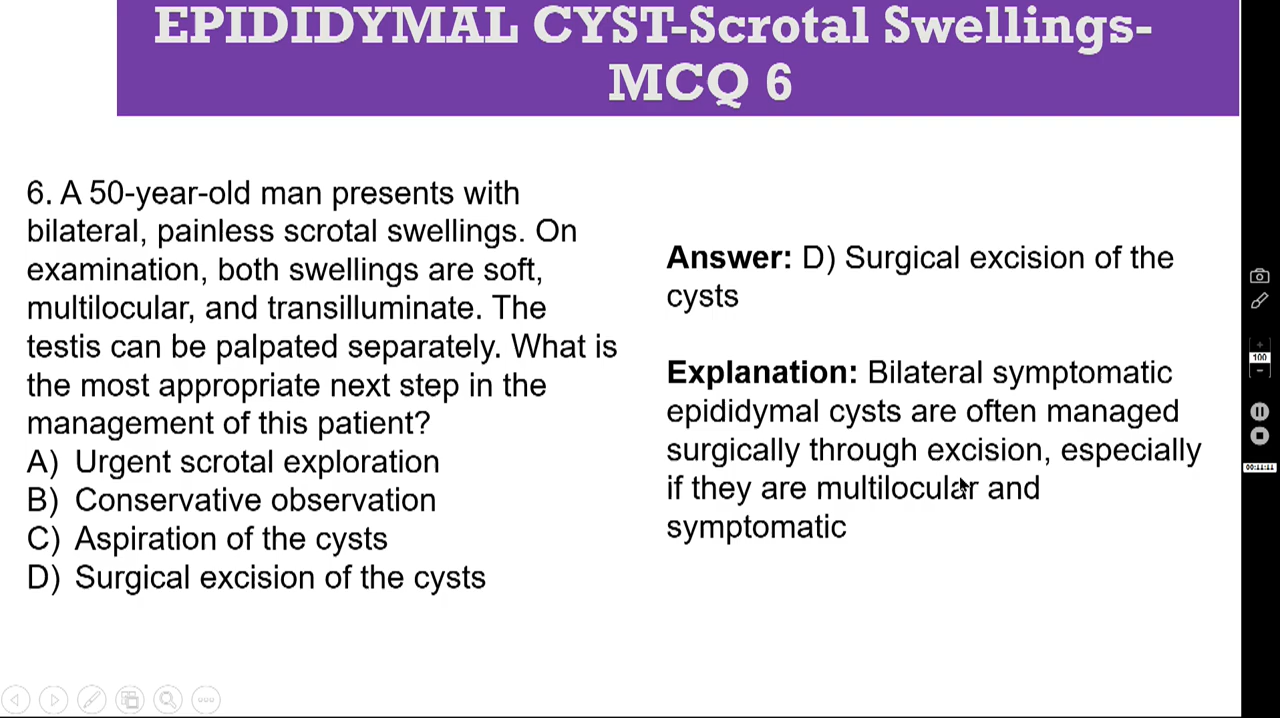 EPIDIDYMAL CYST-Scrotal Swellings-
MCQ 6
6. A 50-year-old man presents with
bilateral, painless scrotal swellings. On
examination, both swellings are soft,
multilocular, and transilluminate. The
testis can be palpated separately. What is
the most appropriate next step in the
management of this patient?
A) Urgent scrotal exploration
B) Conservative observation
C) Aspiration of the cysts
D) Surgical excision of the cysts
Answer: D) Surgical excision of the
cysts
Explanation: Bilateral symptomatic
epididymal cysts are often managed
surgically through excision, especially
if they are multilocular and
symptomatic
100
00:11:11